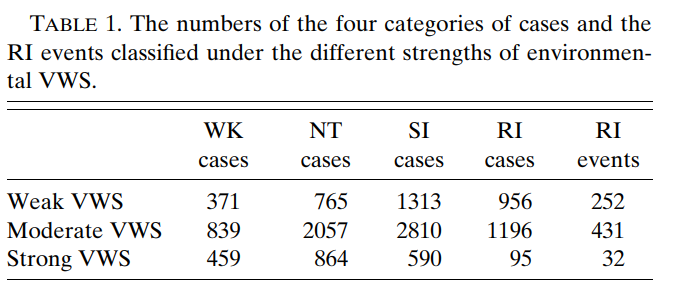 TABLE 1. The numbers of the four categories of cases and the
RI events classified under the different strengths of environmen-
tal VWS.
WK NT SI RI RI
cases cases cases cases events
Weak VWS 371 765 1313 956 252
Moderate VWS 839 2057 2810 1196 431
Strong VWS 459 864 590 95 32